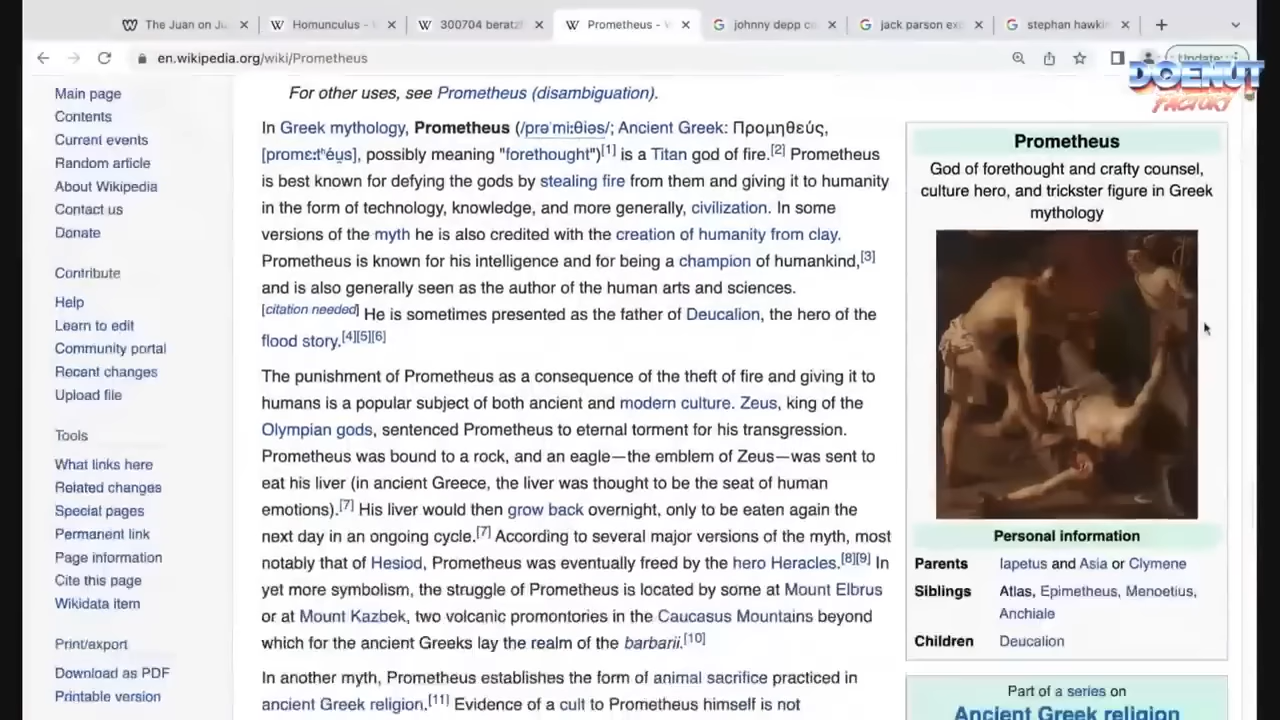 The Juan on Ju
Homunculus -
300704 beratz
Prometheus -
johnny depp c
jack parson ex
stephan hawki
en.wikipedia.org/wiki/Prometheus
Update
DOENUT
FACTORY
Main page
Contents
Current events
Random article
About Wikipedia
Contact us
Donate
Contribute
Help
Learn to edit
Community portal
Recent changes
Upload file
Tools
What links here
Related changes
Special pages
Permanent link
Page information
Cite this page
Wikidata item
Print/export
Download as PDF
Printable version
For other uses, see Prometheus (disambiguation).
In Greek mythology, Prometheus (/prəˈmiːθiəs/; Ancient Greek: Προμηθεύς,
[promɛːtʰéu̯s], possibly meaning "forethought")[1] is a Titan god of fire.[2] Prometheus
is best known for defying the gods by stealing fire from them and giving it to humanity
in the form of technology, knowledge, and more generally, civilization. In some
versions of the myth he is also credited with the creation of humanity from clay.
Prometheus is known for his intelligence and for being a champion of humankind,[3]
and is also generally seen as the author of the human arts and sciences.
[citation needed] He is sometimes presented as the father of Deucalion, the hero of the
flood story.[4][5][6]
The punishment of Prometheus as a consequence of the theft of fire and giving it to
humans is a popular subject of both ancient and modern culture. Zeus, king of the
Olympian gods, sentenced Prometheus to eternal torment for his transgression.
Prometheus was bound to a rock, and an eagle—the emblem of Zeus—was sent to
eat his liver (in ancient Greece, the liver was thought to be the seat of human
emotions).[7] His liver would then grow back overnight, only to be eaten again the
next day in an ongoing cycle.[7] According to several major versions of the myth, most
notably that of Hesiod, Prometheus was eventually freed by the hero Heracles.[8][9] In
yet more symbolism, the struggle of Prometheus is located by some at Mount Elbrus
or at Mount Kazbek, two volcanic promontories in the Caucasus Mountains beyond
which for the ancient Greeks lay the realm of the barbarii.[10]
In another myth, Prometheus establishes the form of animal sacrifice practiced in
ancient Greek religion.[11] Evidence of a cult to Prometheus himself is not
Prometheus
God of forethought and crafty counsel,
culture hero, and trickster figure in Greek
mythology
Personal information
Parents Iapetus and Asia or Clymene
Siblings Atlas, Epimetheus, Menoetius,
Anchiale
Children Deucalion
Part of a series on
Ancient Greek religion